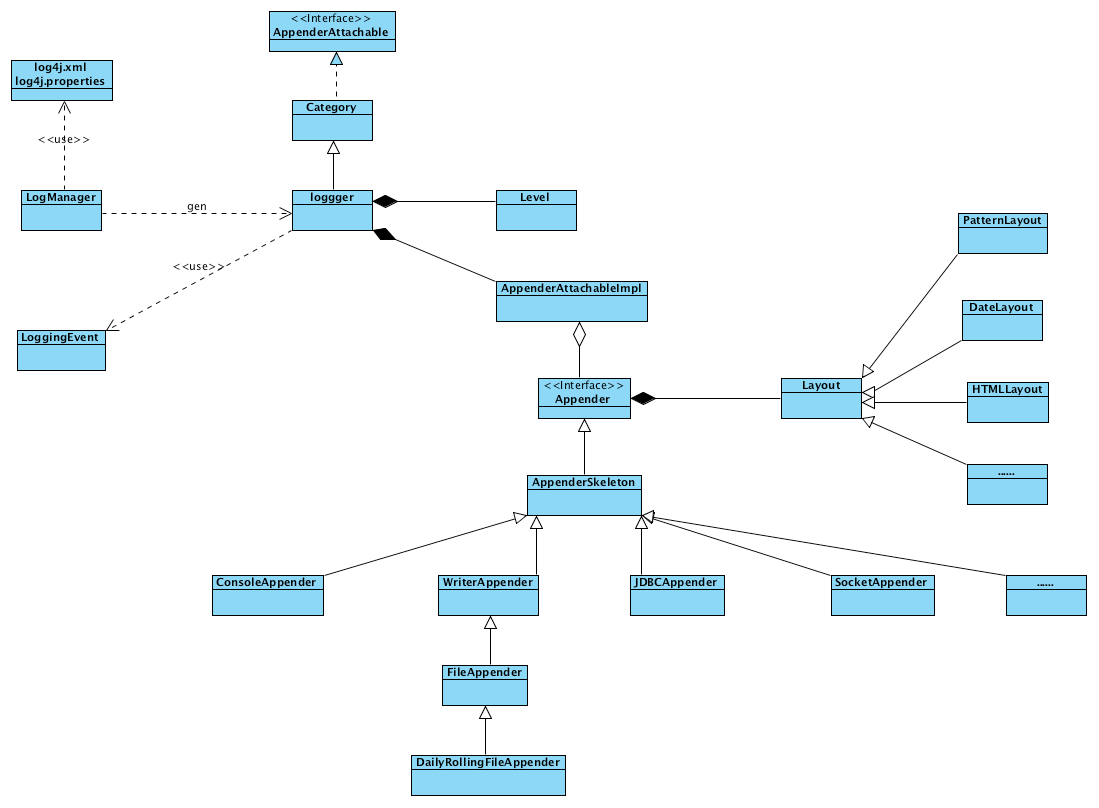 <<Interface>>
AppenderAttachable
log4j.xml
log4j.properties
Category
<<use>>
LogManager
gen
loggger
Level
PatternLayout
<<use>>
AppenderAttachableImpl
DateLayout
LoggingEvent
<<Interface>>
Appender
Layout
HTMLLayout
......
AppenderSkeleton
ConsoleAppender
WriterAppender
JDBCAppender
SocketAppender
......
FileAppender
DailyRollingFileAppender